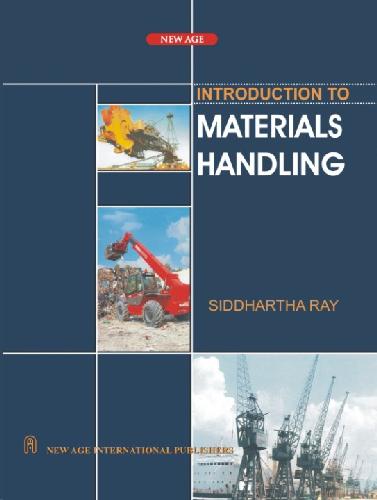 NEW AGE
INTRODUCTION TO
MATERIALS
HANDLING
SIDDHARTHA RAY
NEW AGE INTERNATIONAL PUBLISHERS